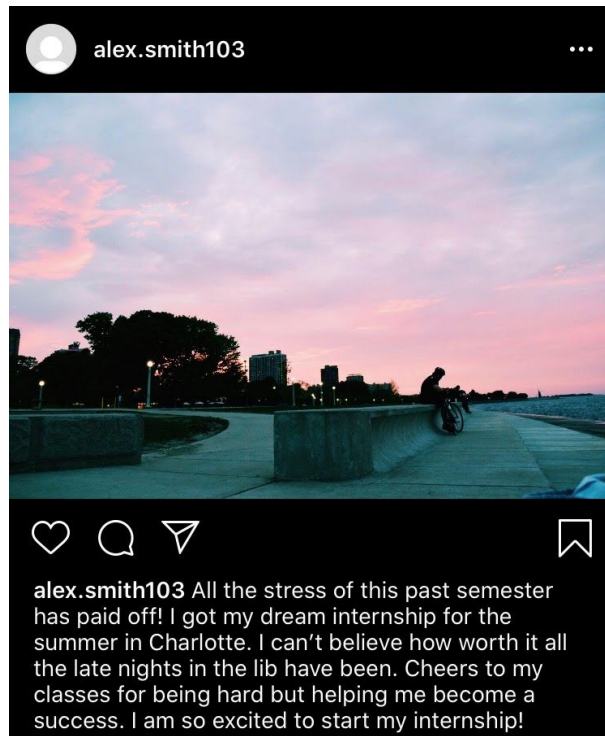 alex.smith103
alex.smith103 All the stress of this past semester
has paid off! I got my dream internship for the
summer in Charlotte. I can’t believe how worth it all
the late nights in the lib have been. Cheers to my
classes for being hard but helping me become a
success. I am so excited to start my internship!